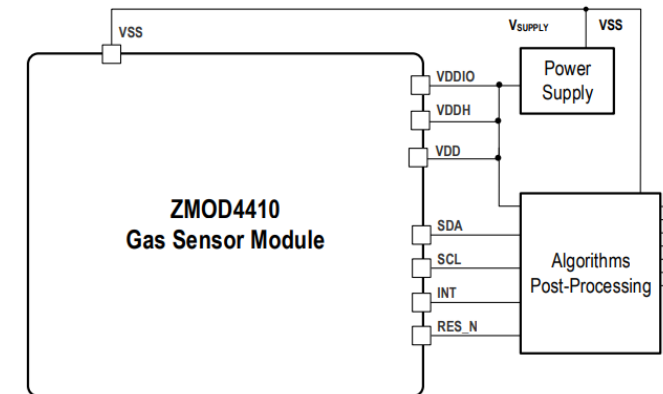 VSS
VSUPPLY
VSS
Power
Supply
VDDIO
VDDH
VDD
ZMOD4410
Gas Sensor Module
SDA
SCL
INT
RES_N
Algorithms
Post-Processing